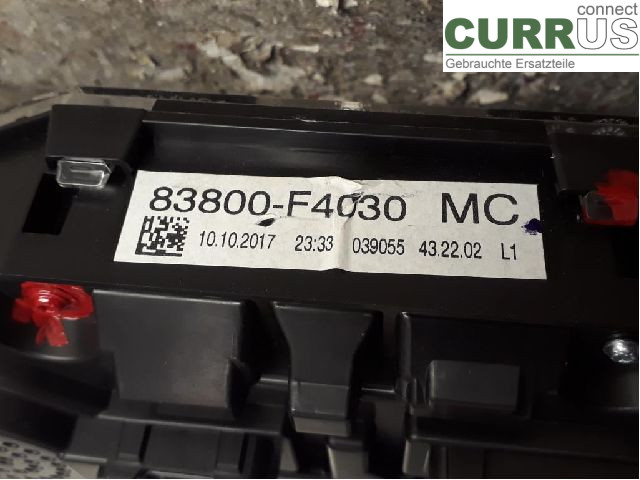 connect
CURRUS
Gebrauchte Ersatzteile
83800-F4030 MC
10.10.2017 23:33 039055 43.22.02 L1